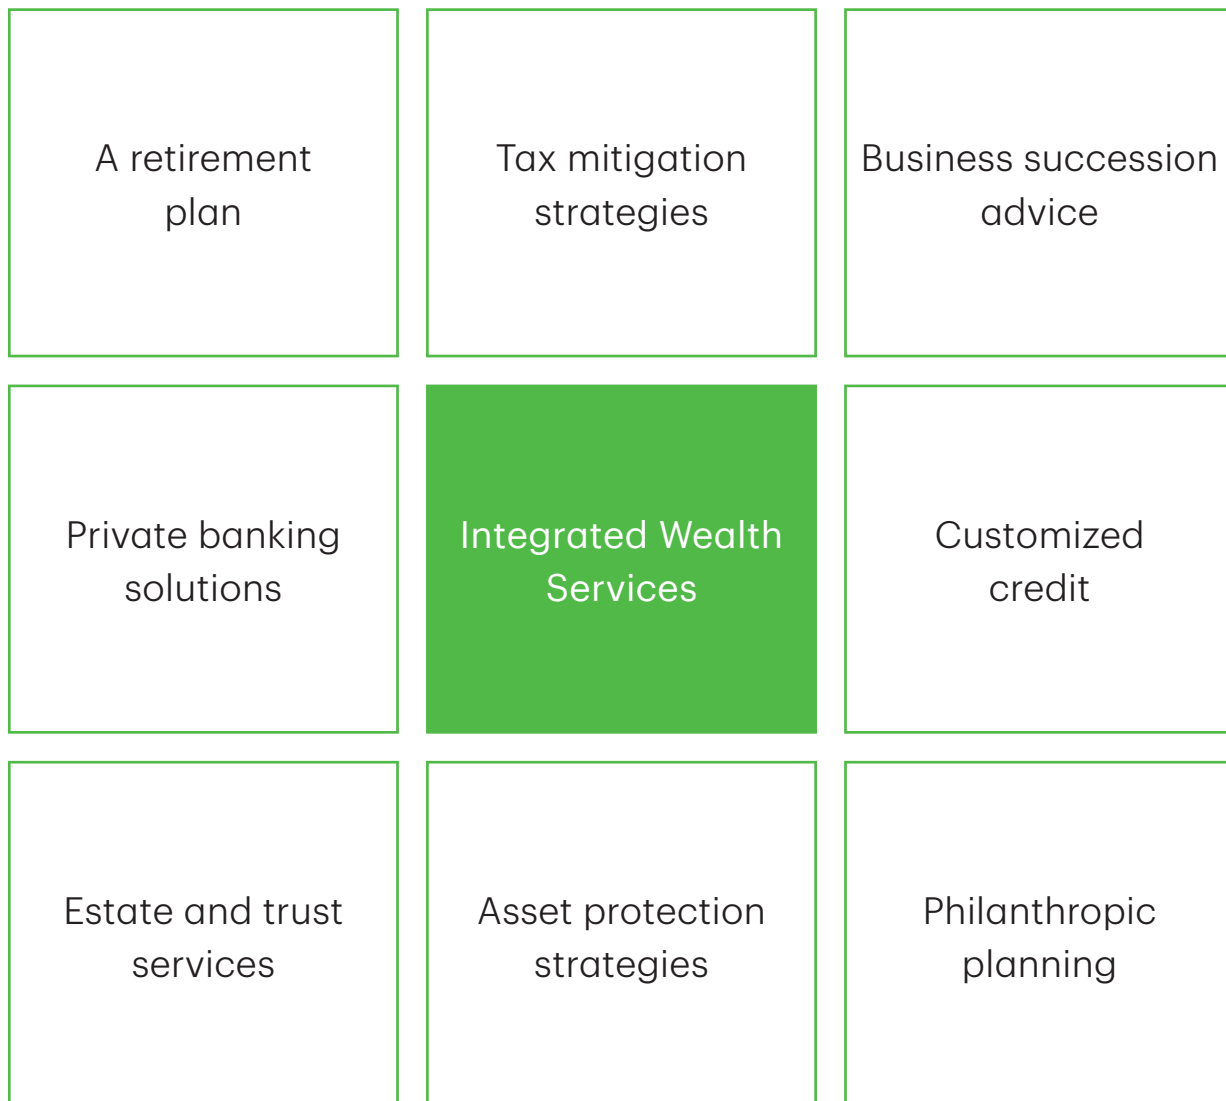 A retirement
plan
Tax mitigation
strategies
Business succession
advice
Private banking
solutions
Integrated Wealth
Services
Customized
credit
Estate and trust
services
Asset protection
strategies
Philanthropic
planning